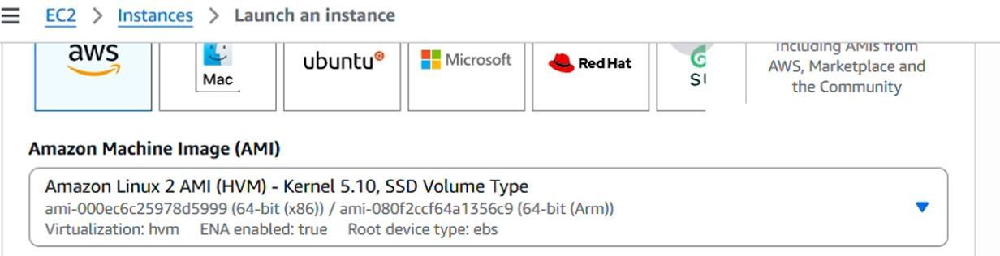 EC2 > Instances > Launch an instance
aws
Mac
ubuntu
Microsoft
Red Hat
including AMIs from
AWS, Marketplace and
the Community
Amazon Machine Image (AMI)
Amazon Linux 2 AMI (HVM) - Kernel 5.10, SSD Volume Type
ami-000ec6c25978d5999 (64-bit (x86)) / ami-080f2ccf64a1356c9 (64-bit (Arm))
Virtualization: hvm ENA enabled: true Root device type: ebs